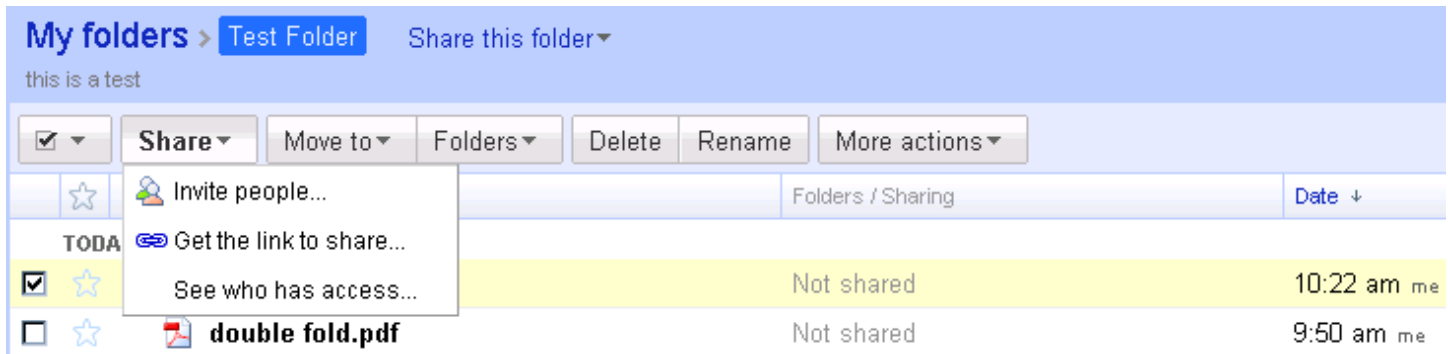 My folders > Test Folder Share this folder
this is a test
Share Move to Folders Delete Rename More actions
Invite people... Folders / Sharing Date
TODA Get the link to share...
See who has access... Not shared 10:22 am me
double fold.pdf Not shared 9:50 am me